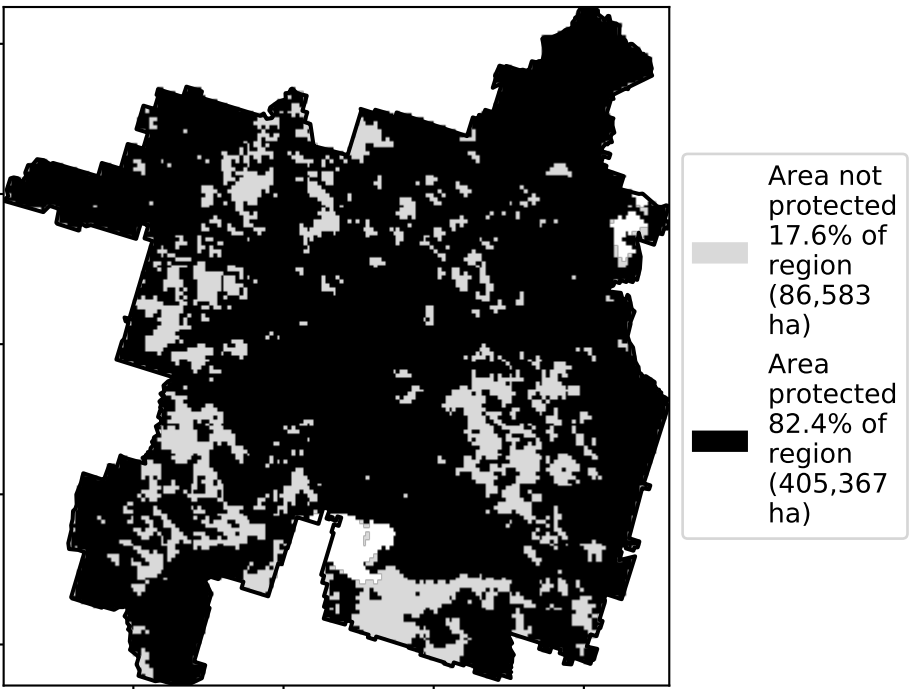 Area not
protected
17.6% of
region
(86,583
ha)
Area
protected
82.4% of
region
(405,367
ha)